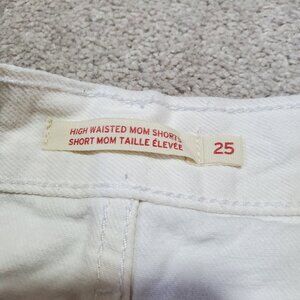 HIGH WAISTED MOM SHORTS
SHORT MOM TAILLE ÉLEVÉE
25